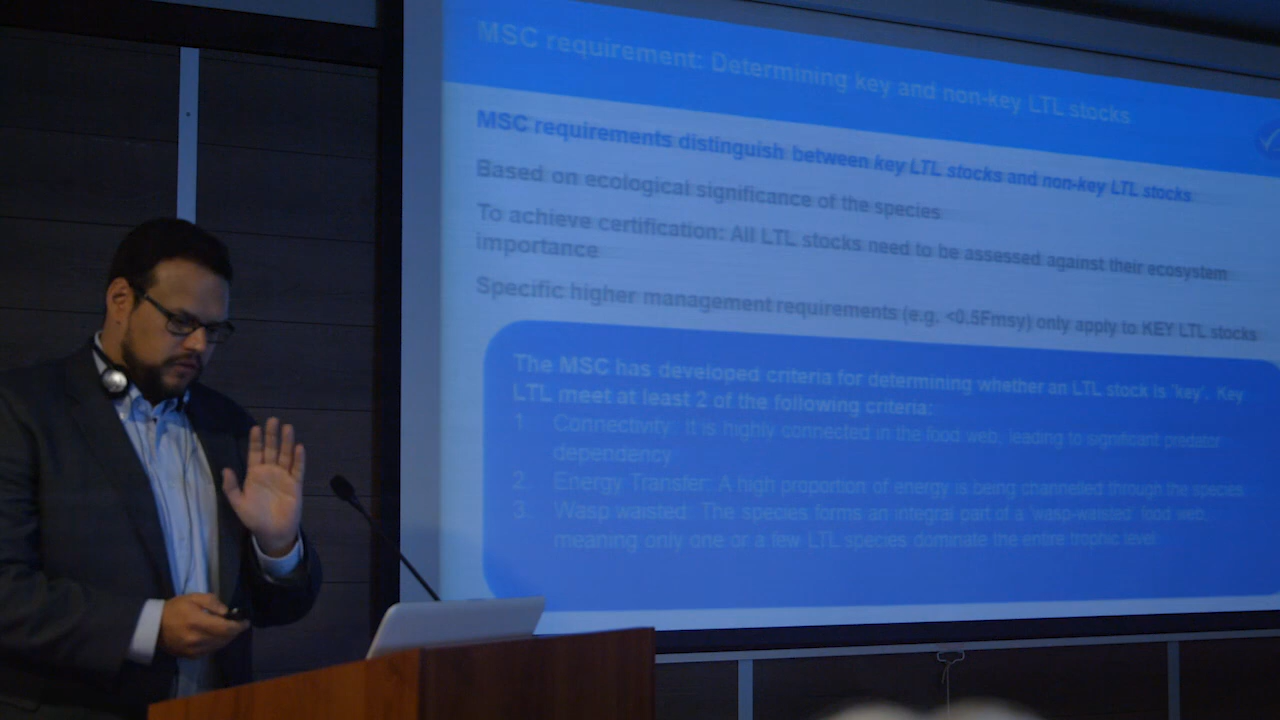 MSC requirement: Determining key and non-key LTL stocks
MSC requirements distinguish between key LTL stocks and non-key LTL stocks.
Based on ecological significance of the species
To achieve certification: All LTL stocks need to be assessed against their ecosystem
importance
Specific higher management requirements (e.g. <0.5Fmsy) only apply to KEY LTL stocks
The MSC has developed criteria for determining whether an LTL stock is 'key'. Key
LTL meet at least 2 of the following criteria:
1. Connectivity: It is highly connected in the food web, leading to significant predator
dependency
2. Energy Transfer: A high proportion of energy is being channelled through the species
3. Wasp waisted: The species forms an integral part of a 'wasp-waisted' food web,
meaning only one or a few LTL species dominate the entire trophic level